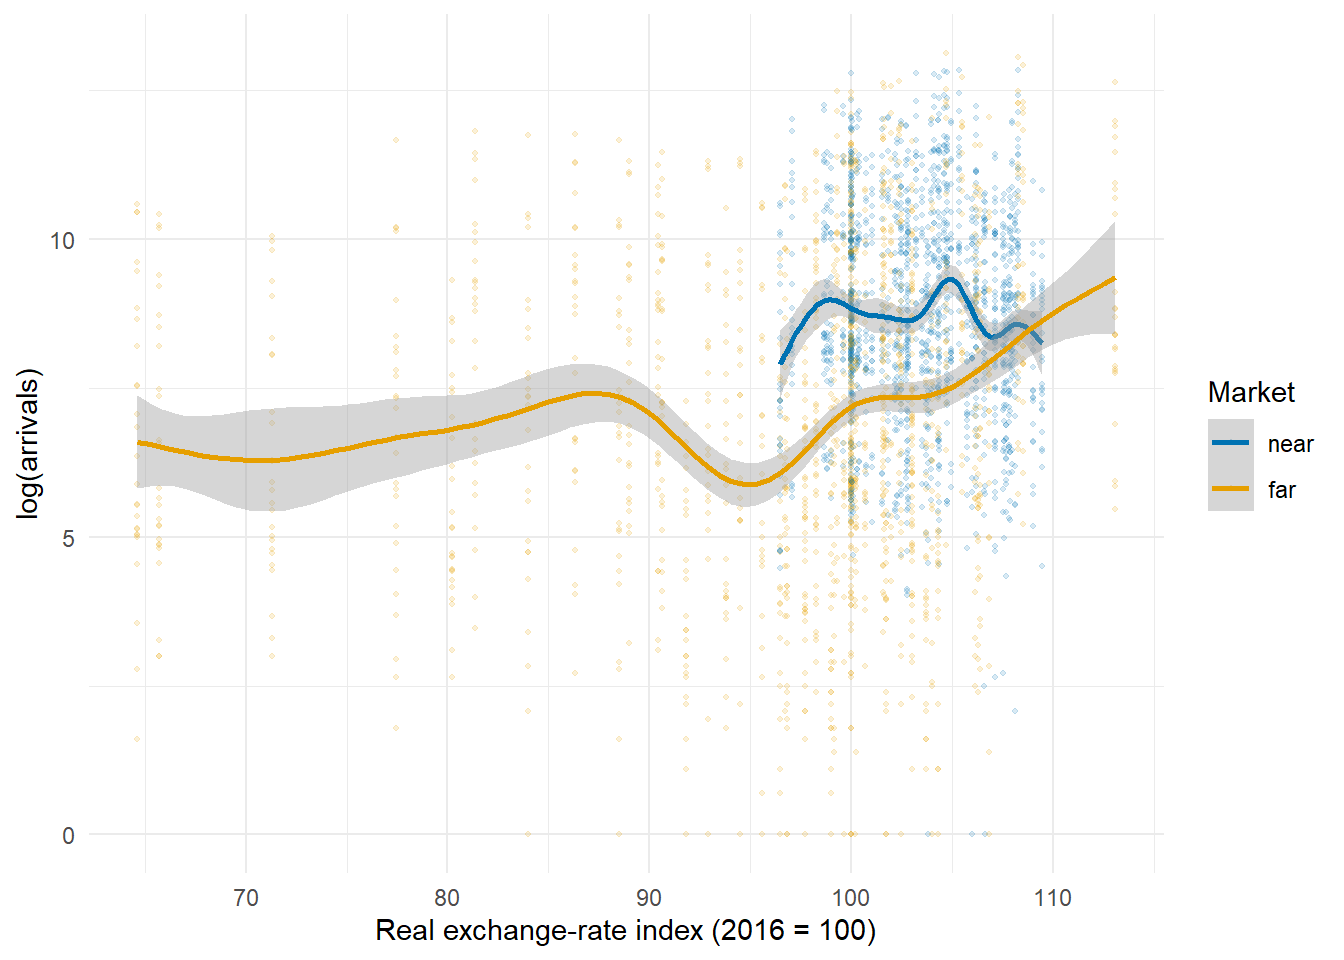 log(arrivals)
10
5
0
70 80 90 100 110
Real exchange-rate index (2016 = 100)
Market
near
far